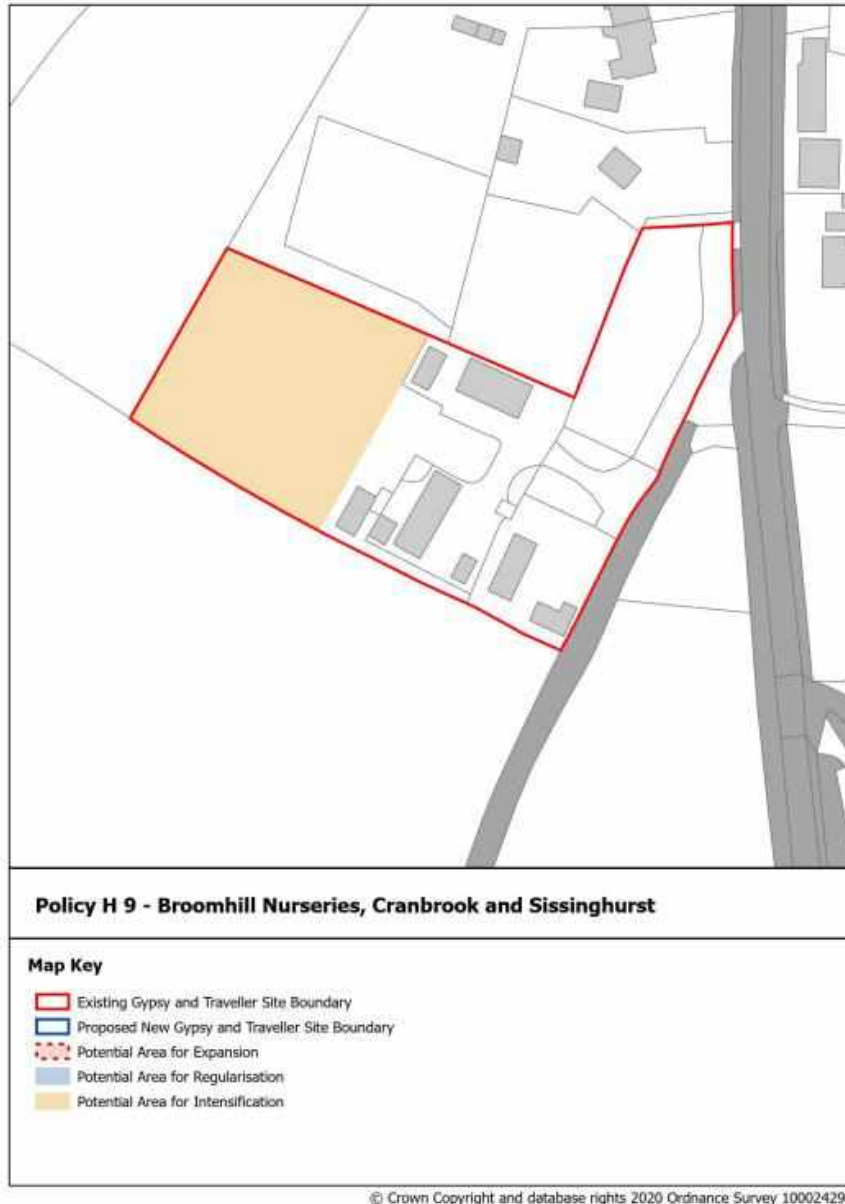 Policy H 9 - Broomhill Nurseries, Cranbrook and Sissinghurst
Map Key
Existing Gypsy and Traveller Site Boundary
Proposed New Gypsy and Traveller Site Boundary
Potential Area for Expansion
Potential Area for Regularisation
Potential Area for Intensification
© Crown Copyright and database rights 2020 Ordnance Survey 10002429